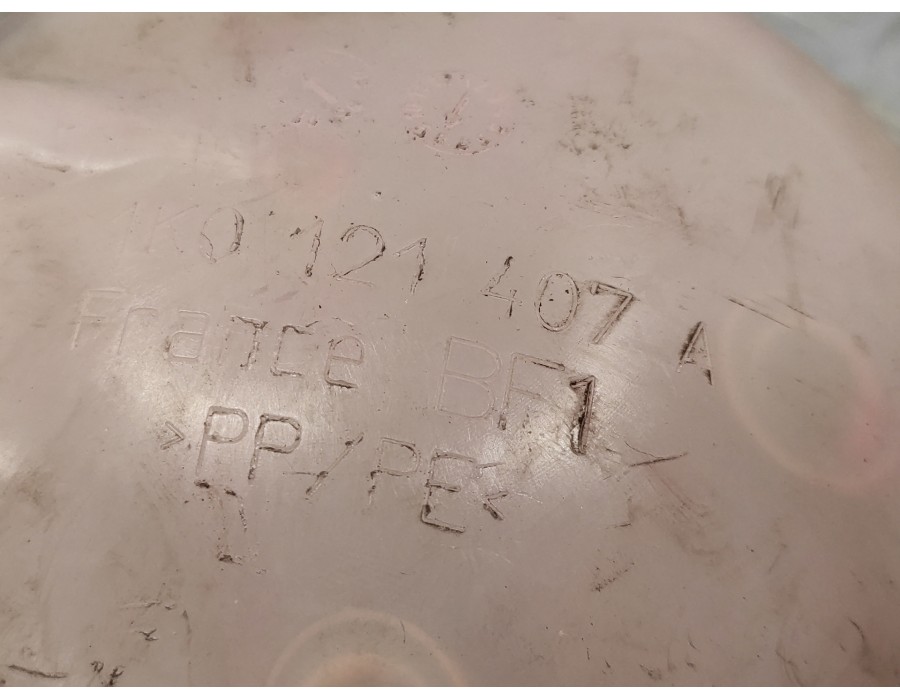 1K0 121 407 A
France BF1
>PP-/PE<